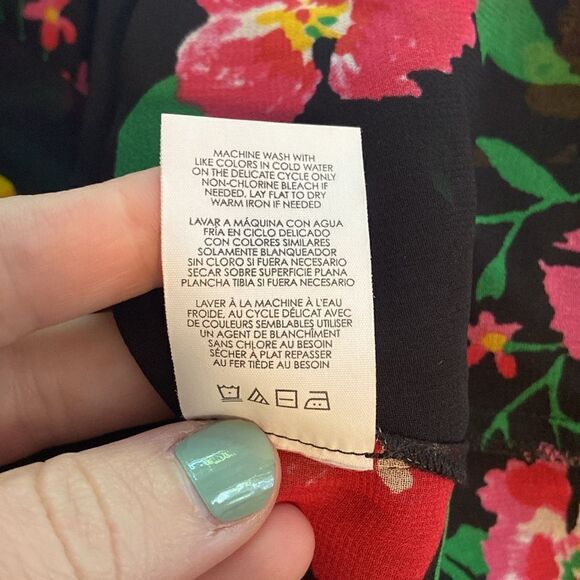 MACHINE WASH WITH
LIKE COLORS IN COLD WATER
ON THE DELICATE CYCLE ONLY
NON-CHLORINE BLEACH IF
NEEDED, LAY FLAT TO DRY
WARM IRON IF NEEDED
LAVAR A MÁQUINA CON AGUA
FRÍA EN CICLO DELICADO
CON COLORES SIMILARES
SOLAMENTE BLANQUEADOR
SIN CLORO SI FUERA NECESARIO
SECAR SOBRE SUPERFICIE PLANA
PLANCHA TIBIA SI FUERA NECESARIO
LAVER À LA MACHINE À L'EAU
FROIDE, AU CYCLE DÉLICAT AVEC
DE COULEURS SEMBLABLES UTILISER
UN AGENT DE BLANCHÎMENT
SANS CHLORE AU BESOIN
SÉCHER À PLAT REPASSER
AU FER TIÈDE AU BESOIN